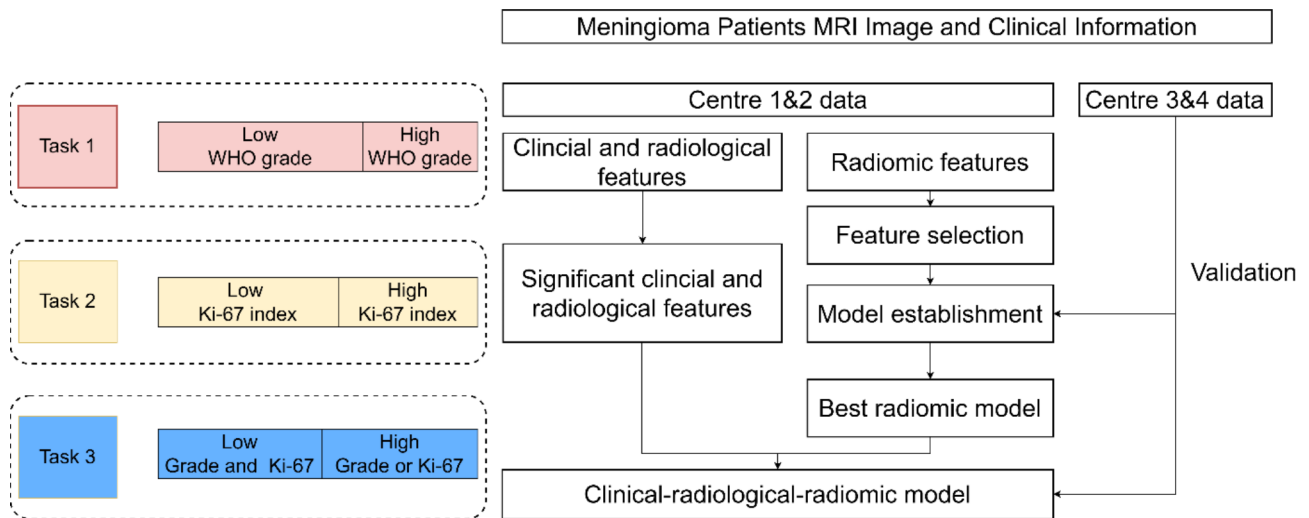 Meningioma Patients MRI Image and Clinical Information
Task 1
Low
WHO grade
High
WHO grade
Task 2
Low
Ki-67 index
High
Ki-67 index
Task 3
Low
Grade and Ki-67
High
Grade or Ki-67
Centre 1&2 data
Centre 3&4 data
Clincial and radiological
features
Radiomic features
Feature selection
Significant clincial and
radiological features
Model establishment
Validation
Best radiomic model
Clinical-radiological-radiomic model